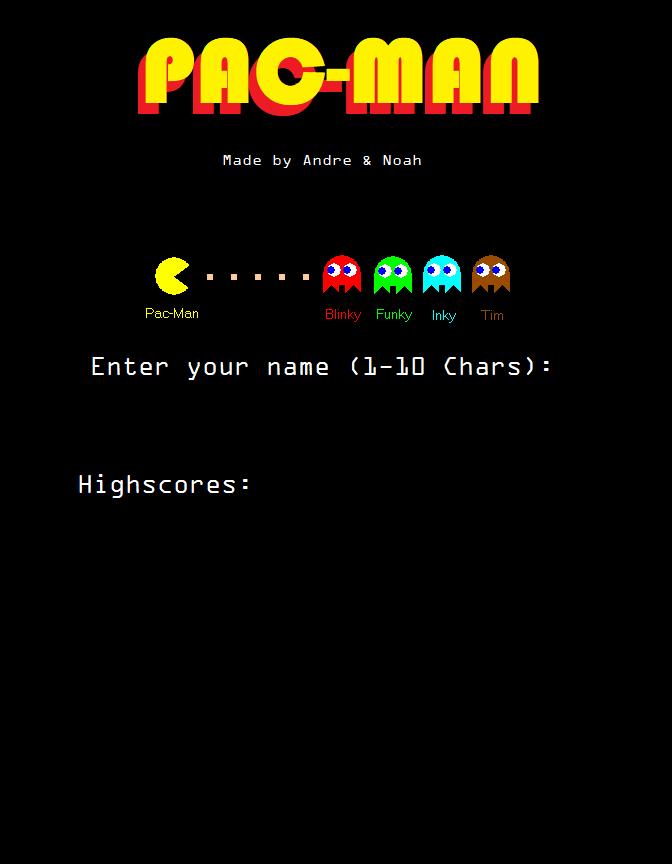 PAC-MAN
Made by Andre & Noah
Pac-Man Blinky Funky Inky Tim
Enter your name (1-10 Chars):
Highscores: